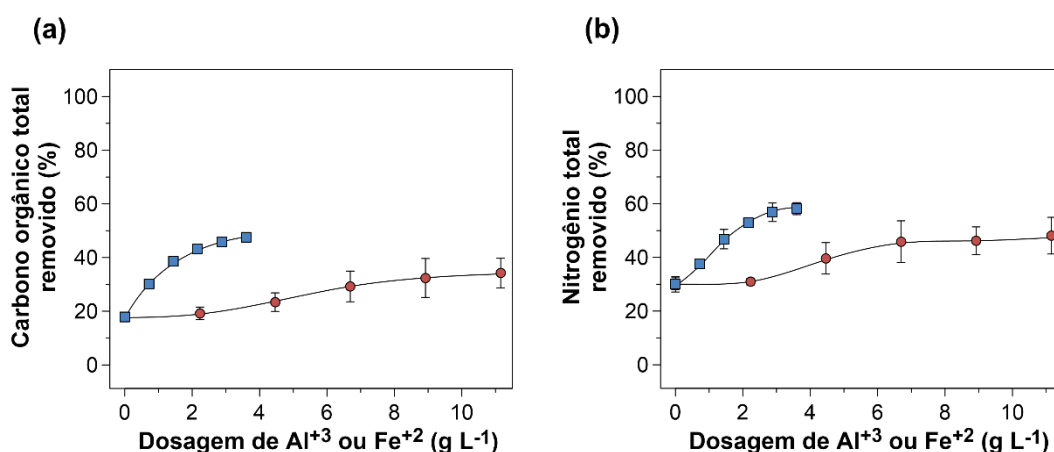 (a)
Carbono orgânico total
removido (%)
100
80
60
40
20
0
0 2 4 6 8 10
Dosagem de Al+3 ou Fe+2 (g L-1)
(b)
Nitrogênio total
removido (%)
100
80
60
40
20
0
0 2 4 6 8 10
Dosagem de Al+3 ou Fe+2 (g L-1)